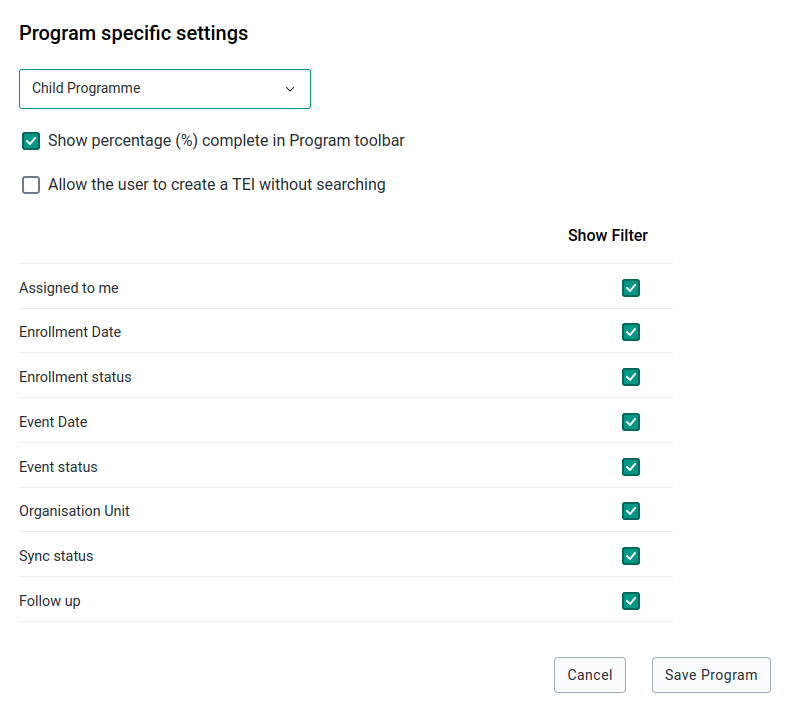 Program specific settings
Child Programme
Show percentage (%) complete in Program toolbar
Allow the user to create a TEI without searching
Show Filter
Assigned to me
Enrollment Date
Enrollment status
Event Date
Event status
Organisation Unit
Sync status
Follow up
Cancel Save Program